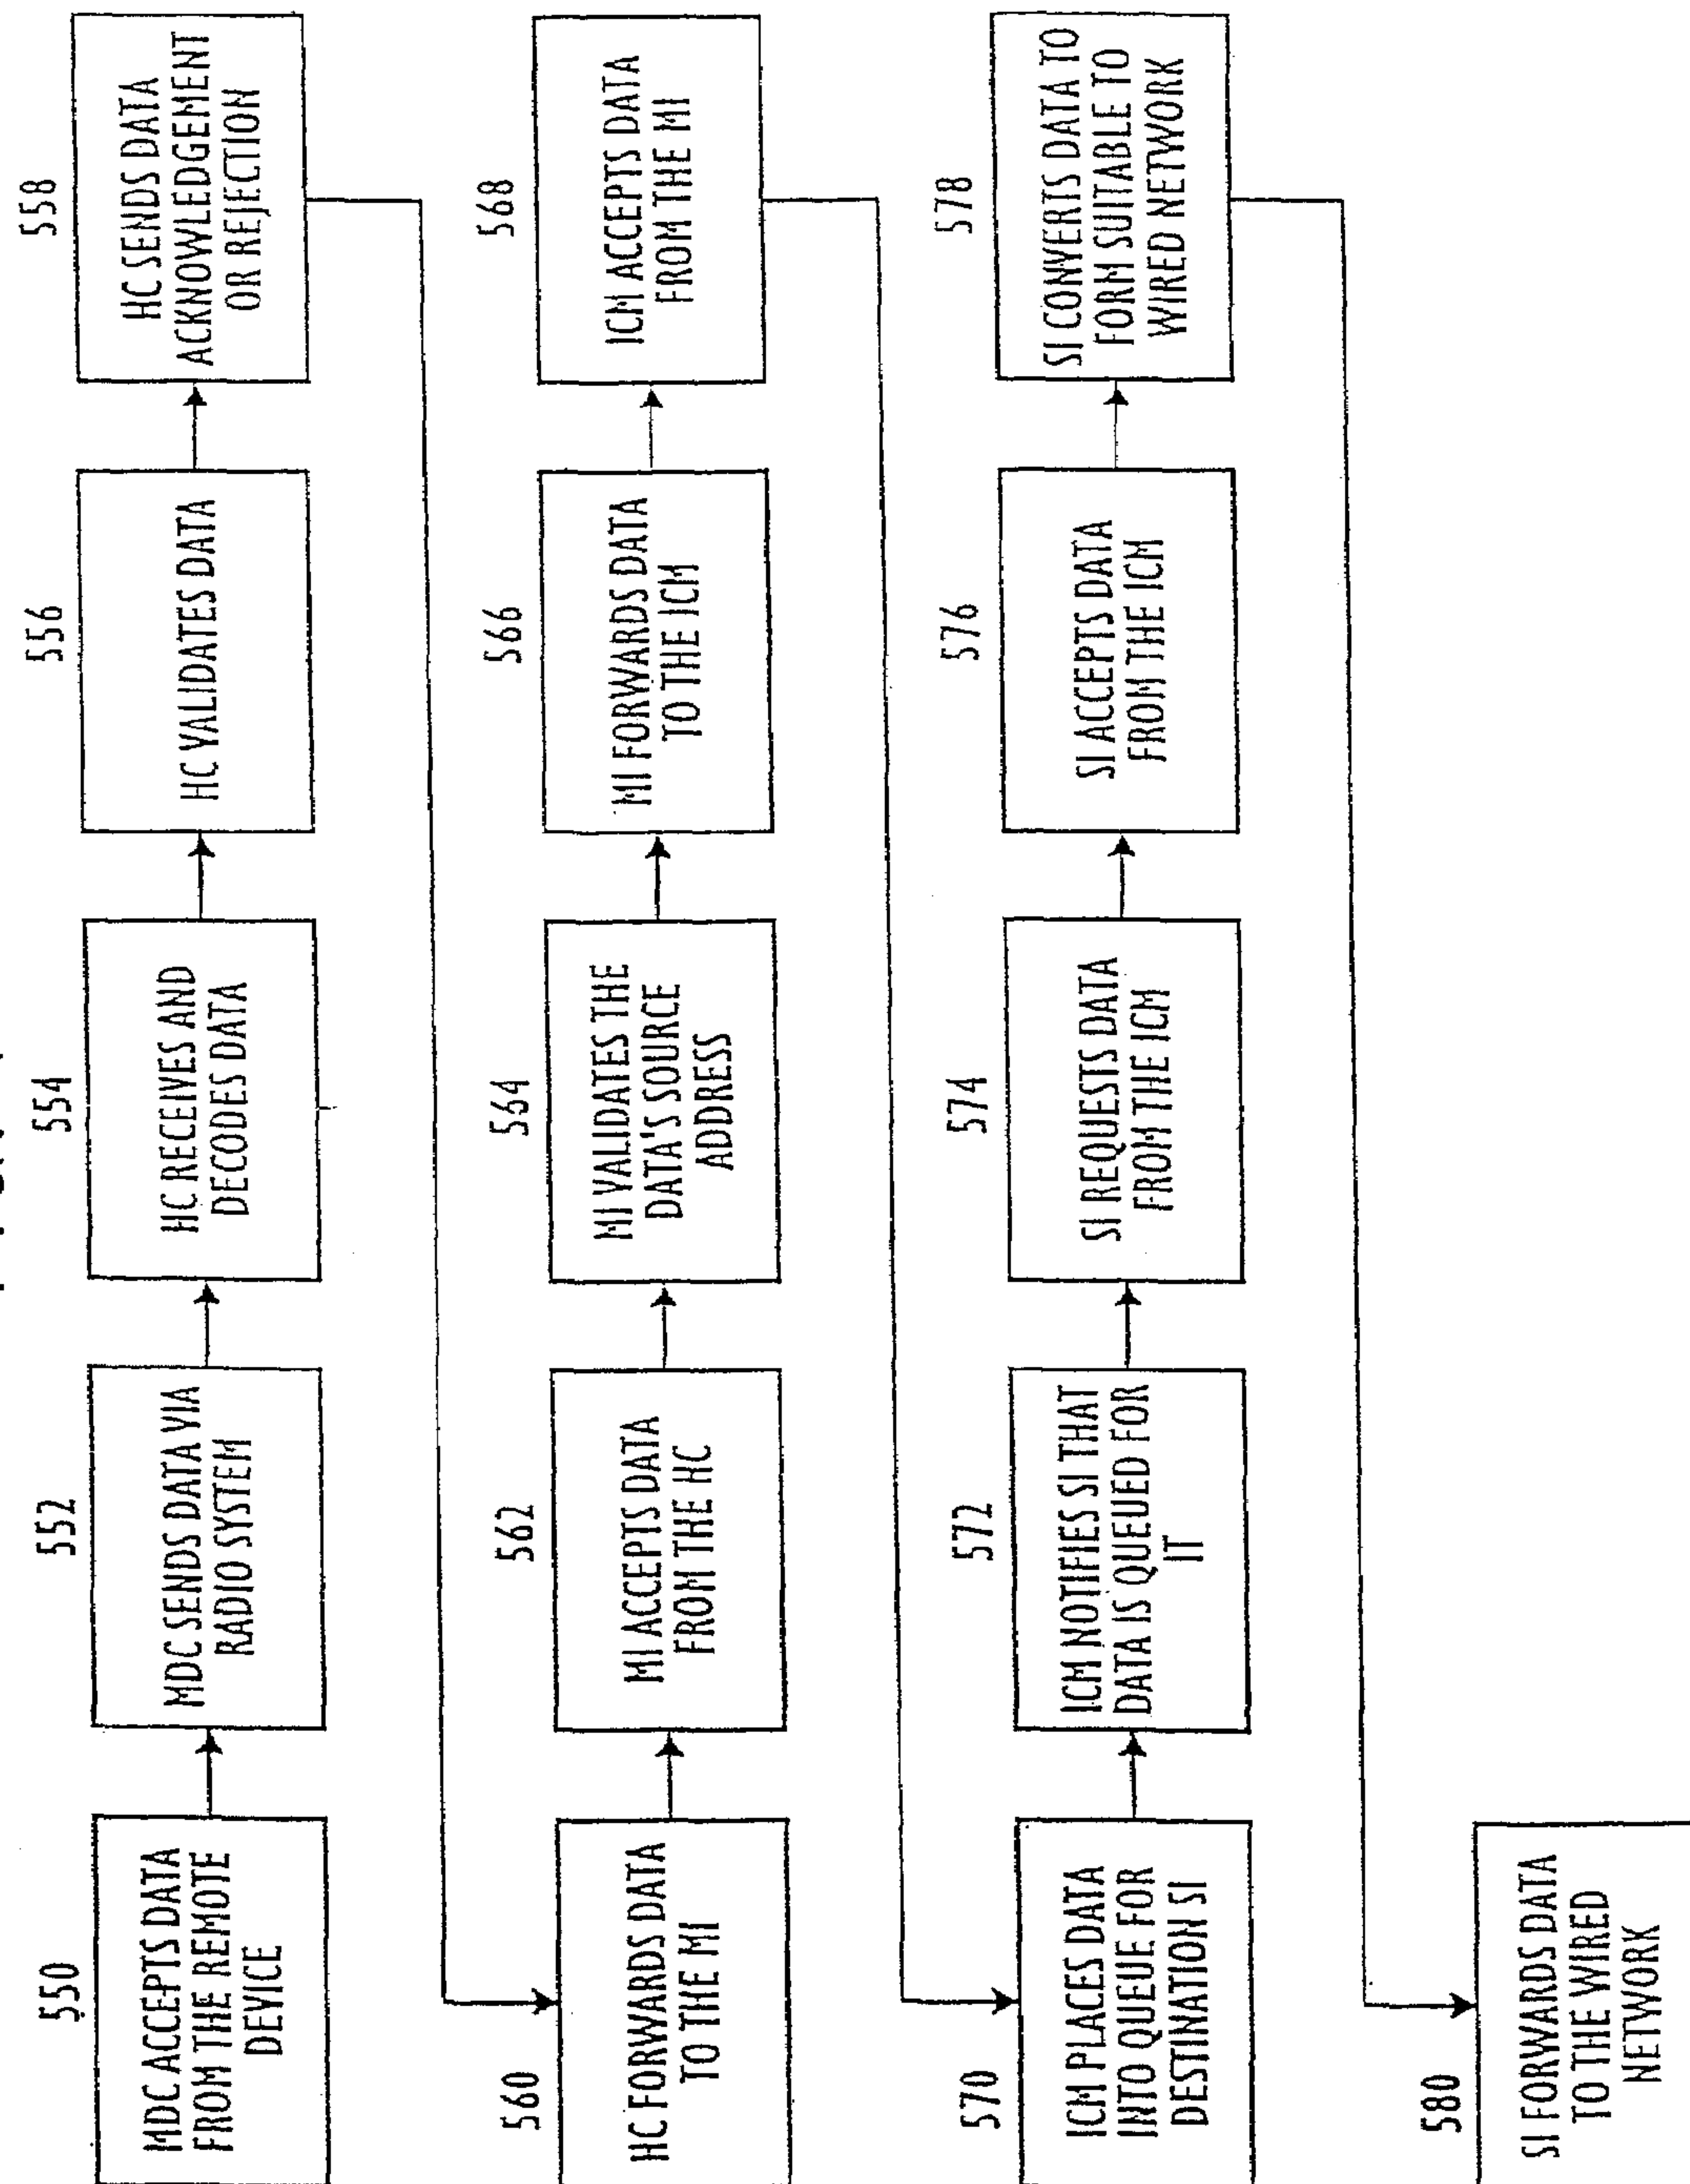 550
MDC ACCEPTS DATA
FROM THE REMOTE
DEVICE
552
MDC SENDS DATA VIA
RADIO SYSTEM
554
HC RECEIVES AND
DECODES DATA
556
HC VALIDATES DATA
558
HC SENDS DATA
ACKNOWLEDGEMENT
OR REJECTION
560
HC FORWARDS DATA
TO THE MI
562
MI ACCEPTS DATA
FROM THE HC
564
MI VALIDATES THE
DATA'S SOURCE
ADDRESS
566
MI FORWARDS DATA
TO THE ICM
568
ICM ACCEPTS DATA
FROM THE MI
570
ICM PLACES DATA
INTO QUEUE FOR
DESTINATION SI
572
ICM NOTIFIES SI THAT
DATA IS QUEUED FOR
IT
574
SI REQUESTS DATA
FROM THE ICM
576
SI ACCEPTS DATA
FROM THE ICM
578
SI CONVERTS DATA TO
FORM SUITABLE TO
WIRED NETWORK
580
SI FORWARDS DATA
TO THE WIRED
NETWORK